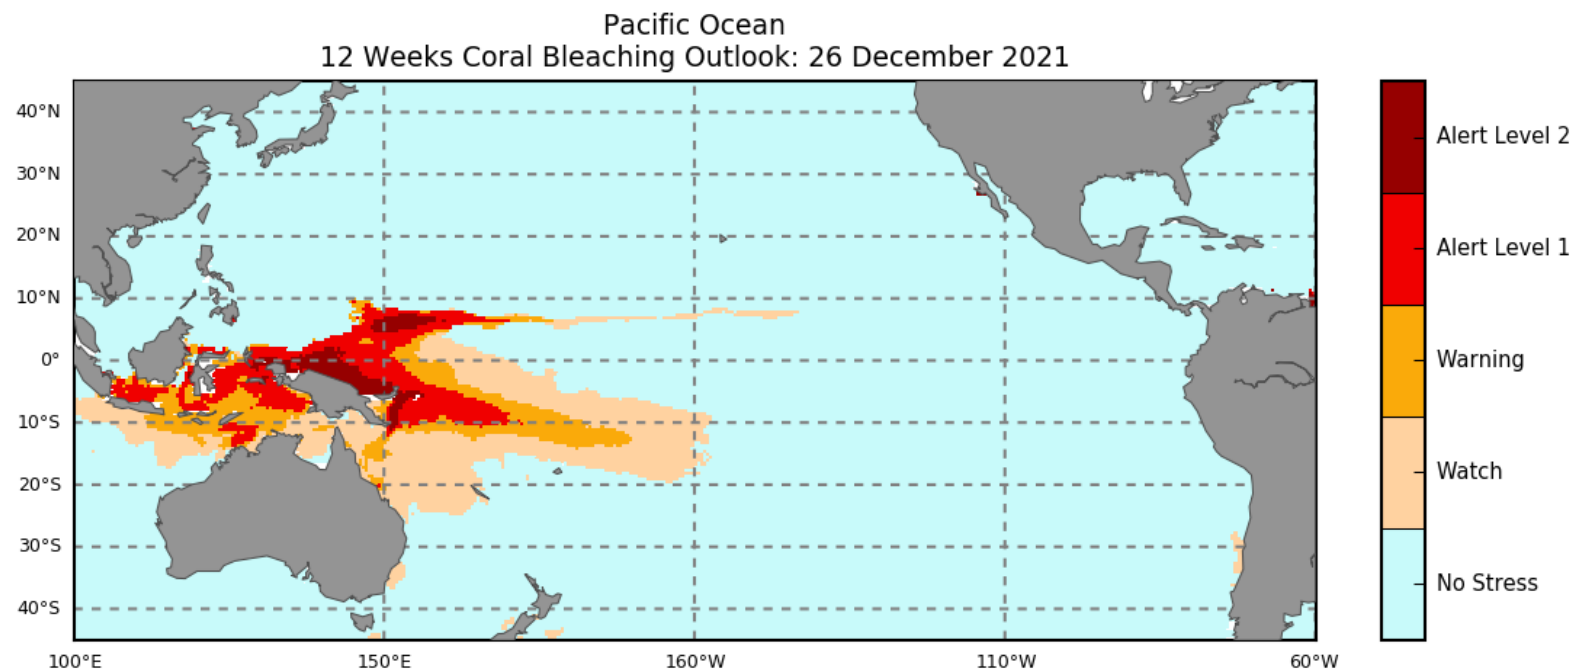 Pacific Ocean
12 Weeks Coral Bleaching Outlook: 26 December 2021
40°N
30°N
20°N
10°N
0°
10°S
20°S
30°S
40°S
100°E
150°E
160°W
110°W
60°W
Alert Level 2
Alert Level 1
Warning
Watch
No Stress